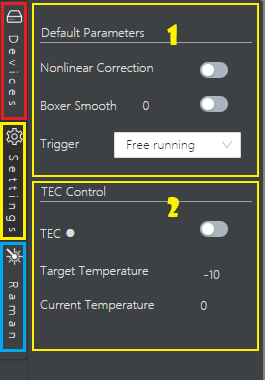 Devices
Settings
Raman
Default Parameters
1
Nonlinear Correction
Boxer Smooth 0
Trigger Free running
TEC Control
2
TEC
Target Temperature -10
Current Temperature 0